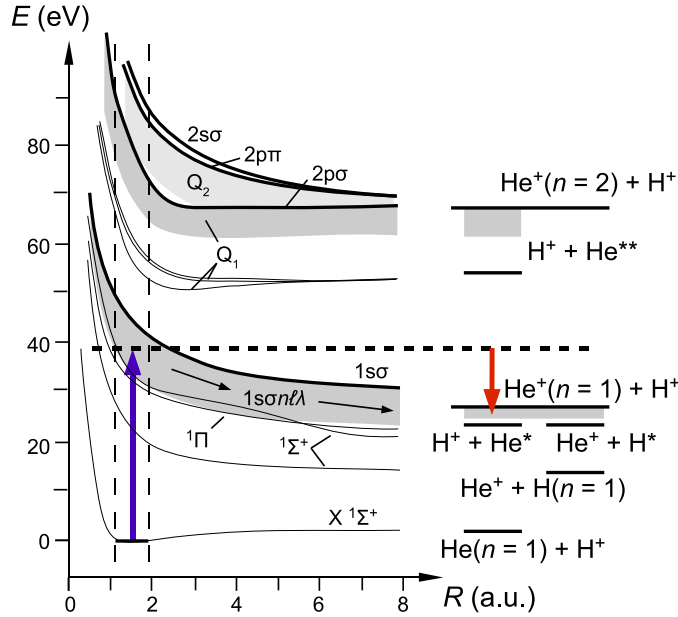 E (eV)
80
60
40
20
0
0
2
4
6
8
R (a.u.)
2sσ
2pπ
2pσ
Q₂
Q₁
1sσ
1sσnℓλ
¹Π
¹Σ⁺
X ¹Σ⁺
He⁺(n = 2) + H⁺
H⁺ + He**
He⁺(n = 1) + H⁺
H⁺ + He*
He⁺ + H*
He⁺ + H(n = 1)
He(n = 1) + H⁺